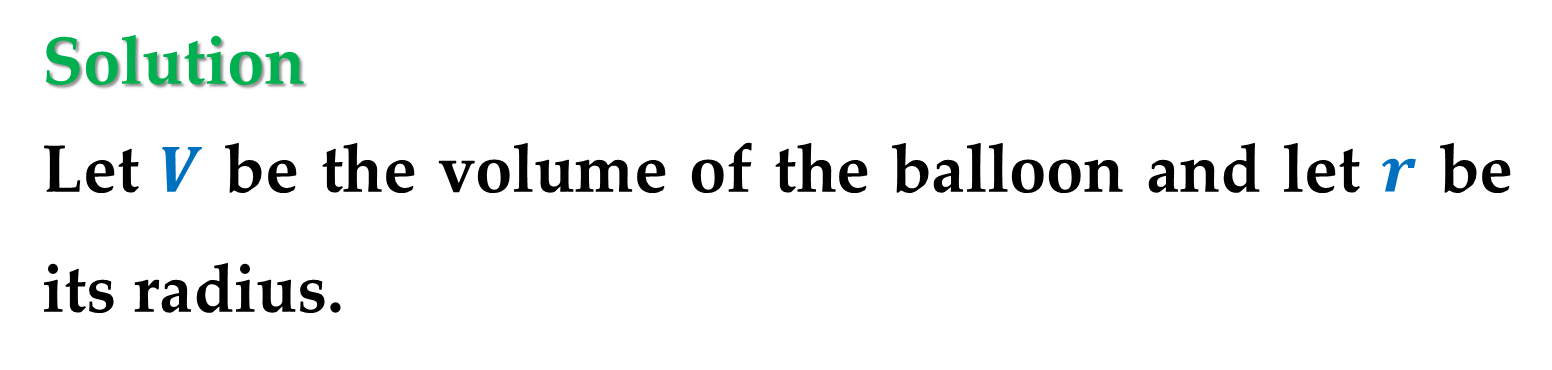 Solution
Let V be the volume of the balloon and let r be
its radius.